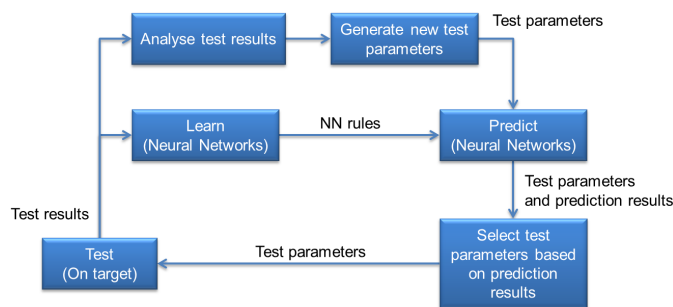 Analyse test results
Generate new test
parameters
Test parameters
Learn
(Neural Networks)
NN rules
Predict
(Neural Networks)
Test parameters
and prediction results
Test results
Test
(On target)
Test parameters
Select test
parameters based
on prediction
results